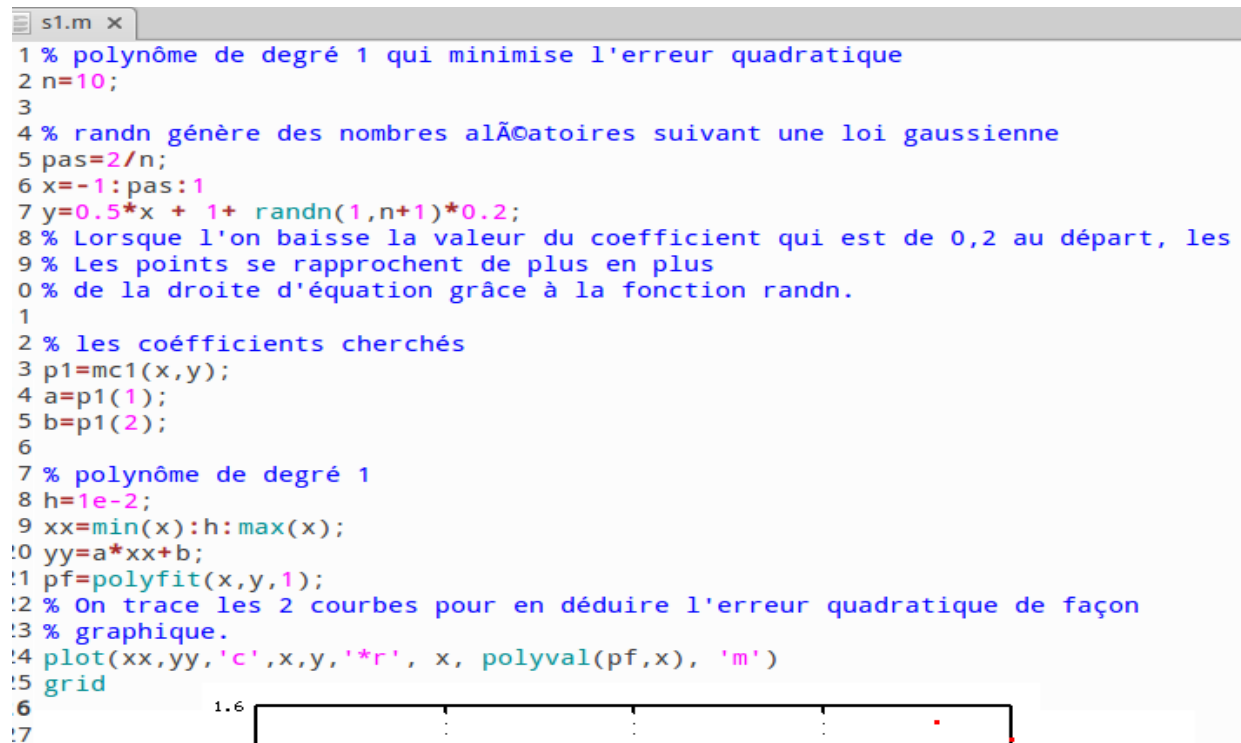 s1.m ×
1 % polynôme de degré 1 qui minimise l'erreur quadratique
2 n=10;
3
4 % randn génère des nombres alÃ©atoires suivant une loi gaussienne
5 pas=2/n;
6 x=-1:pas:1
7 y=0.5*x + 1+ randn(1,n+1)*0.2;
8 % Lorsque l'on baisse la valeur du coefficient qui est de 0,2 au départ, les
9 % Les points se rapprochent de plus en plus
0 % de la droite d'équation grâce à la fonction randn.
1
2 % les coéfficients cherchés
3 p1=mc1(x,y);
4 a=p1(1);
5 b=p1(2);
6
7 % polynôme de degré 1
8 h=1e-2;
9 xx=min(x):h:max(x);
20 yy=a*xx+b;
21 pf=polyfit(x,y,1);
22 % On trace les 2 courbes pour en déduire l'erreur quadratique de façon
23 % graphique.
24 plot(xx,yy,'c',x,y,'*r', x, polyval(pf,x), 'm')
25 grid
26
1.6
27